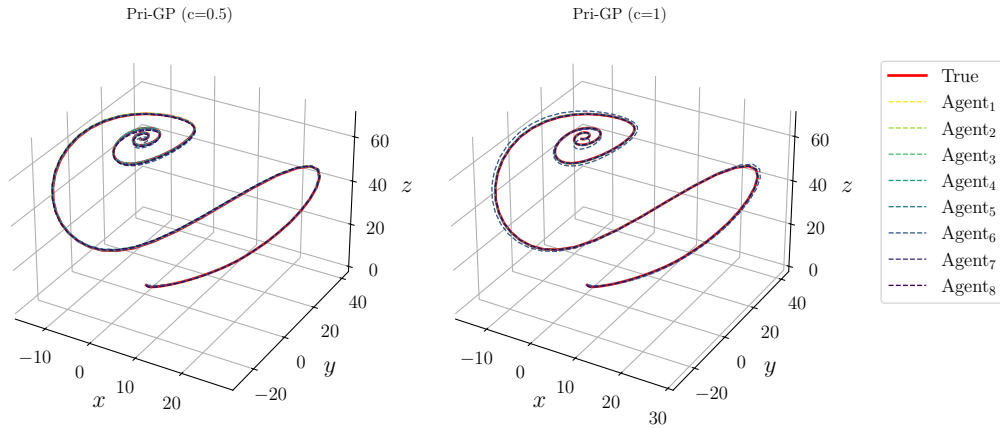 Pri-GP (c=0.5)
Pri-GP (c=1)
60
40
20
0
z
−10
0
10
20
x
−20
0
20
40
y
60
40
20
0
z
−10
0
10
20
30
x
−20
0
20
40
y
True
Agent₁
Agent₂
Agent₃
Agent₄
Agent₅
Agent₆
Agent₇
Agent₈